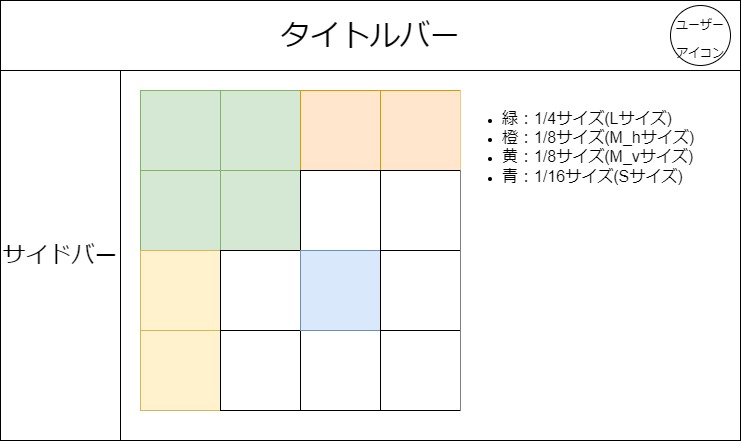 タイトルバー
ユーザー
アイコン
サイドバー
緑：1/4サイズ(Lサイズ)
橙：1/8サイズ(M_hサイズ)
黄：1/8サイズ(M_vサイズ)
青：1/16サイズ(Sサイズ)